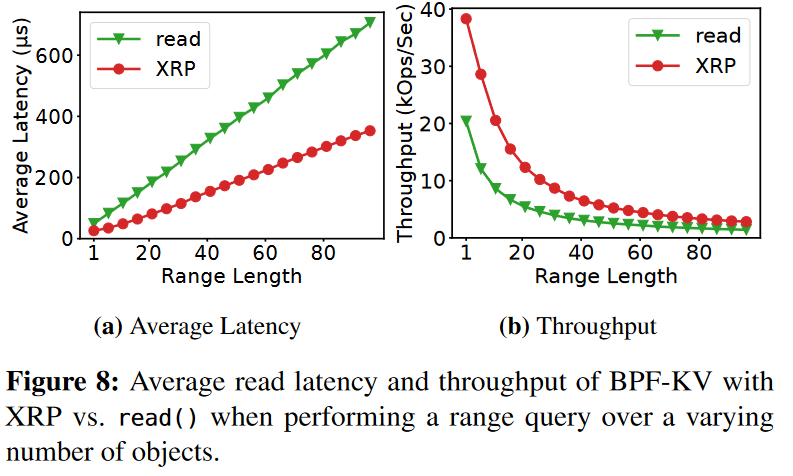 Average Latency (μs)
600
400
200
0
read
XRP
1
20
40
60
80
Range Length
(a) Average Latency
Throughput (kOps/Sec)
40
30
20
10
0
read
XRP
1
20
40
60
80
Range Length
(b) Throughput
Figure 8: Average read latency and throughput of BPF-KV with
XRP vs. read() when performing a range query over a varying
number of objects.